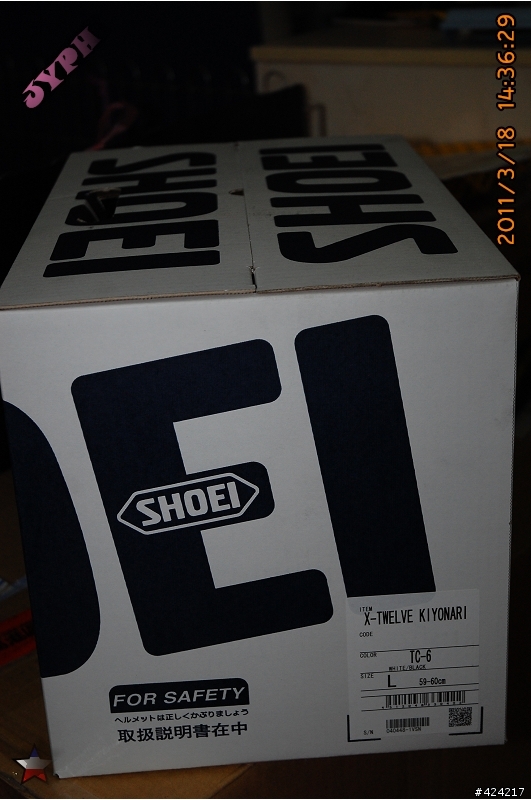 JYPH
2011/3/18 14:36:29
SHOEI
SHOEI
OEI
SHOEI
FOR SAFETY
ヘルメットは正しくかぶりましょう
取扱説明書在中
ITEM
X-TWELVE KIYONARI
CODE
COLOR
TC-6
WHITE/BLACK
SIZE
L 59-60cm
S/N
#424217